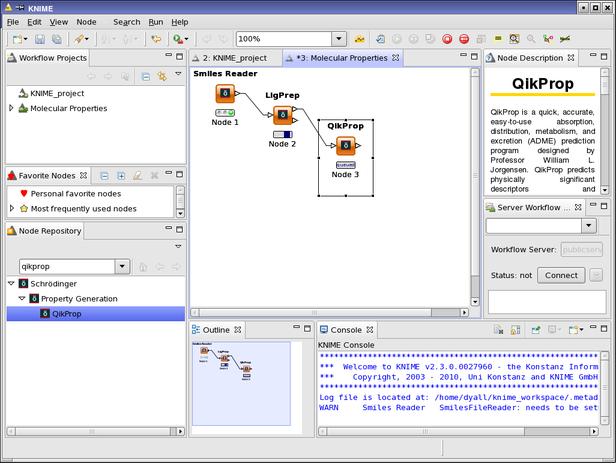 KNIME
File Edit View Node Search Run Help
100%
Workflow Projects
KNIME_project
Molecular Properties
Favorite Nodes
Personal favorite nodes
Most frequently used nodes
Node Repository
qikprop
Schrödinger
Property Generation
QikProp
2: KNIME_project
*3: Molecular Properties
Smiles Reader
Node 1
LigPrep
Node 2
QikProp
queued
Node 3
Outline
Console
KNIME Console
***  Welcome to KNIME v2.3.0.0027960 - the Konstanz Inform
***     Copyright, 2003 - 2010, Uni Konstanz and KNIME GmbH
Log file is located at: /home/dyall/knime_workspace/.metad
WARN     Smiles Reader   SmilesFileReader: needs to be set
Node Description
QikProp
QikProp is a quick, accurate,
easy-to-use absorption,
distribution, metabolism, and
excretion (ADME) prediction
program designed by
Professor William L.
Jorgensen. QikProp predicts
physically significant
descriptors and
Server Workflow ...
Workflow Server: publicserv
Status: not Connect